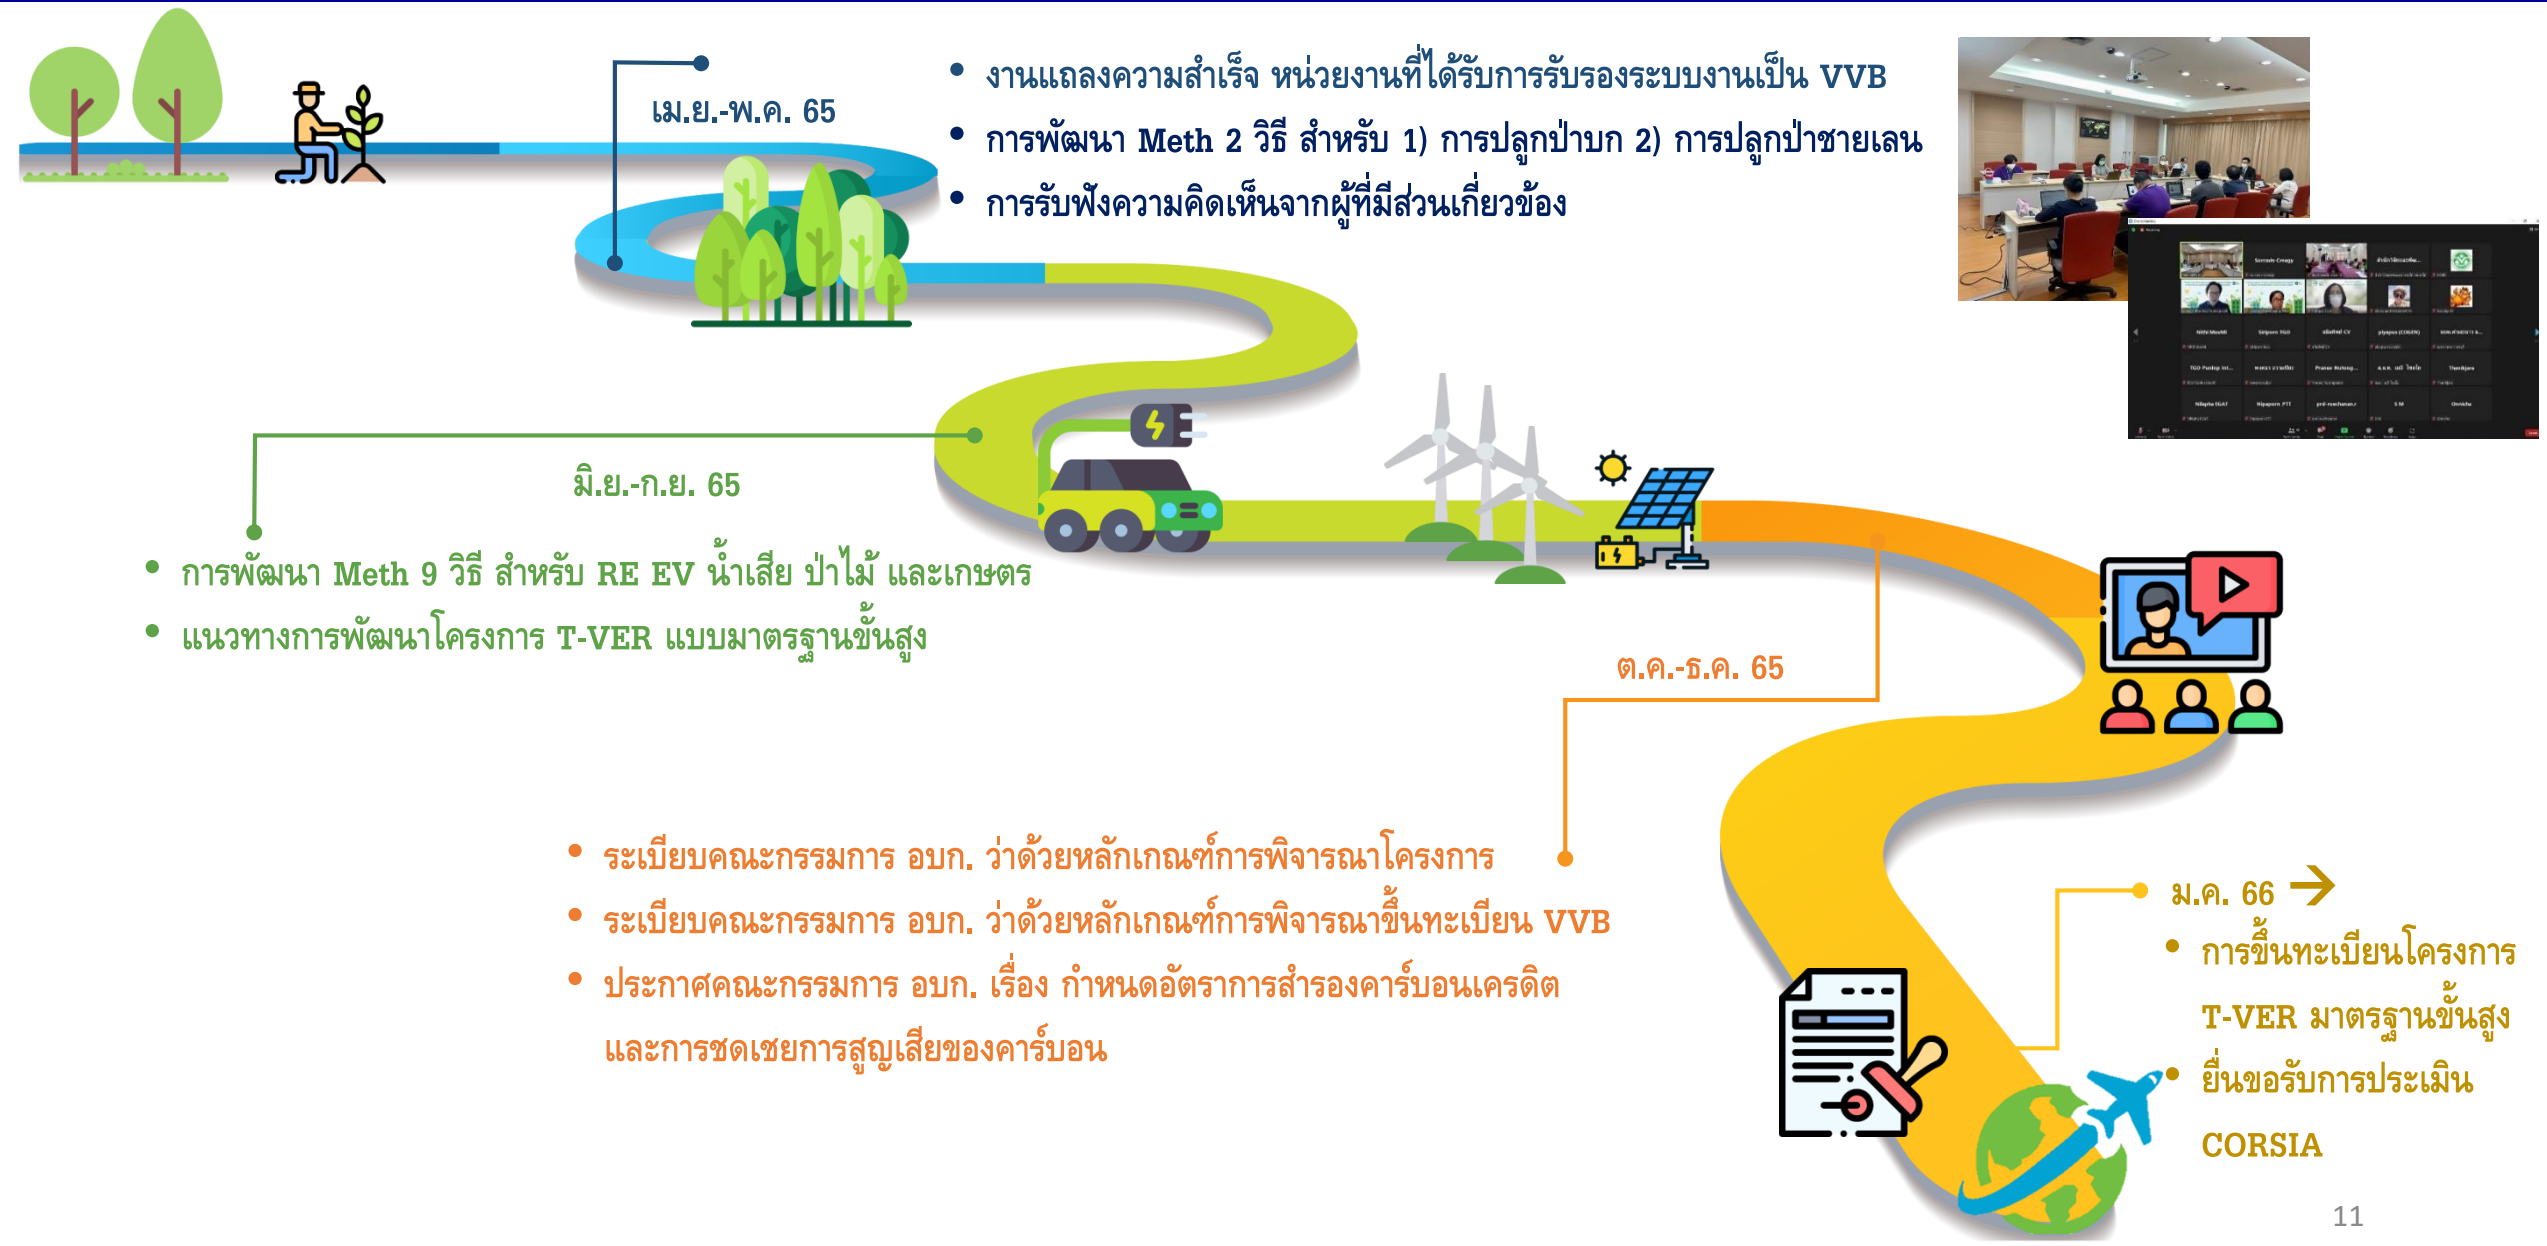 เม.ย.-พ.ค. 65
• งานแถลงความสำเร็จ หน่วยงานที่ได้รับการรับรองระบบงานเป็น VVB
• การพัฒนา Meth 2 วิธี สำหรับ 1) การปลูกป่าบก 2) การปลูกป่าชายเลน
• การรับฟังความคิดเห็นจากผู้ที่มีส่วนเกี่ยวข้อง
Sorravis-Cmagy
Siriporn TGO
piyapus (COGEN)
TGO Pustop Int...
Thanbjare
Nilapha EGAT
Nipaporn_PTT
S M
Onnicha
มิ.ย.-ก.ย. 65
• การพัฒนา Meth 9 วิธี สำหรับ RE EV น้ำเสีย ป่าไม้ และเกษตร
• แนวทางการพัฒนาโครงการ T-VER แบบมาตรฐานขั้นสูง
ต.ค.-ธ.ค. 65
• ระเบียบคณะกรรมการ อบก. ว่าด้วยหลักเกณฑ์การพิจารณาโครงการ
• ระเบียบคณะกรรมการ อบก. ว่าด้วยหลักเกณฑ์การพิจารณาขึ้นทะเบียน VVB
• ประกาศคณะกรรมการ อบก. เรื่อง กำหนดอัตราการสำรองคาร์บอนเครดิต
และการชดเชยการสูญเสียของคาร์บอน
ม.ค. 66 →
• การขึ้นทะเบียนโครงการ
T-VER มาตรฐานขั้นสูง
• ยื่นขอรับการประเมิน
CORSIA
11